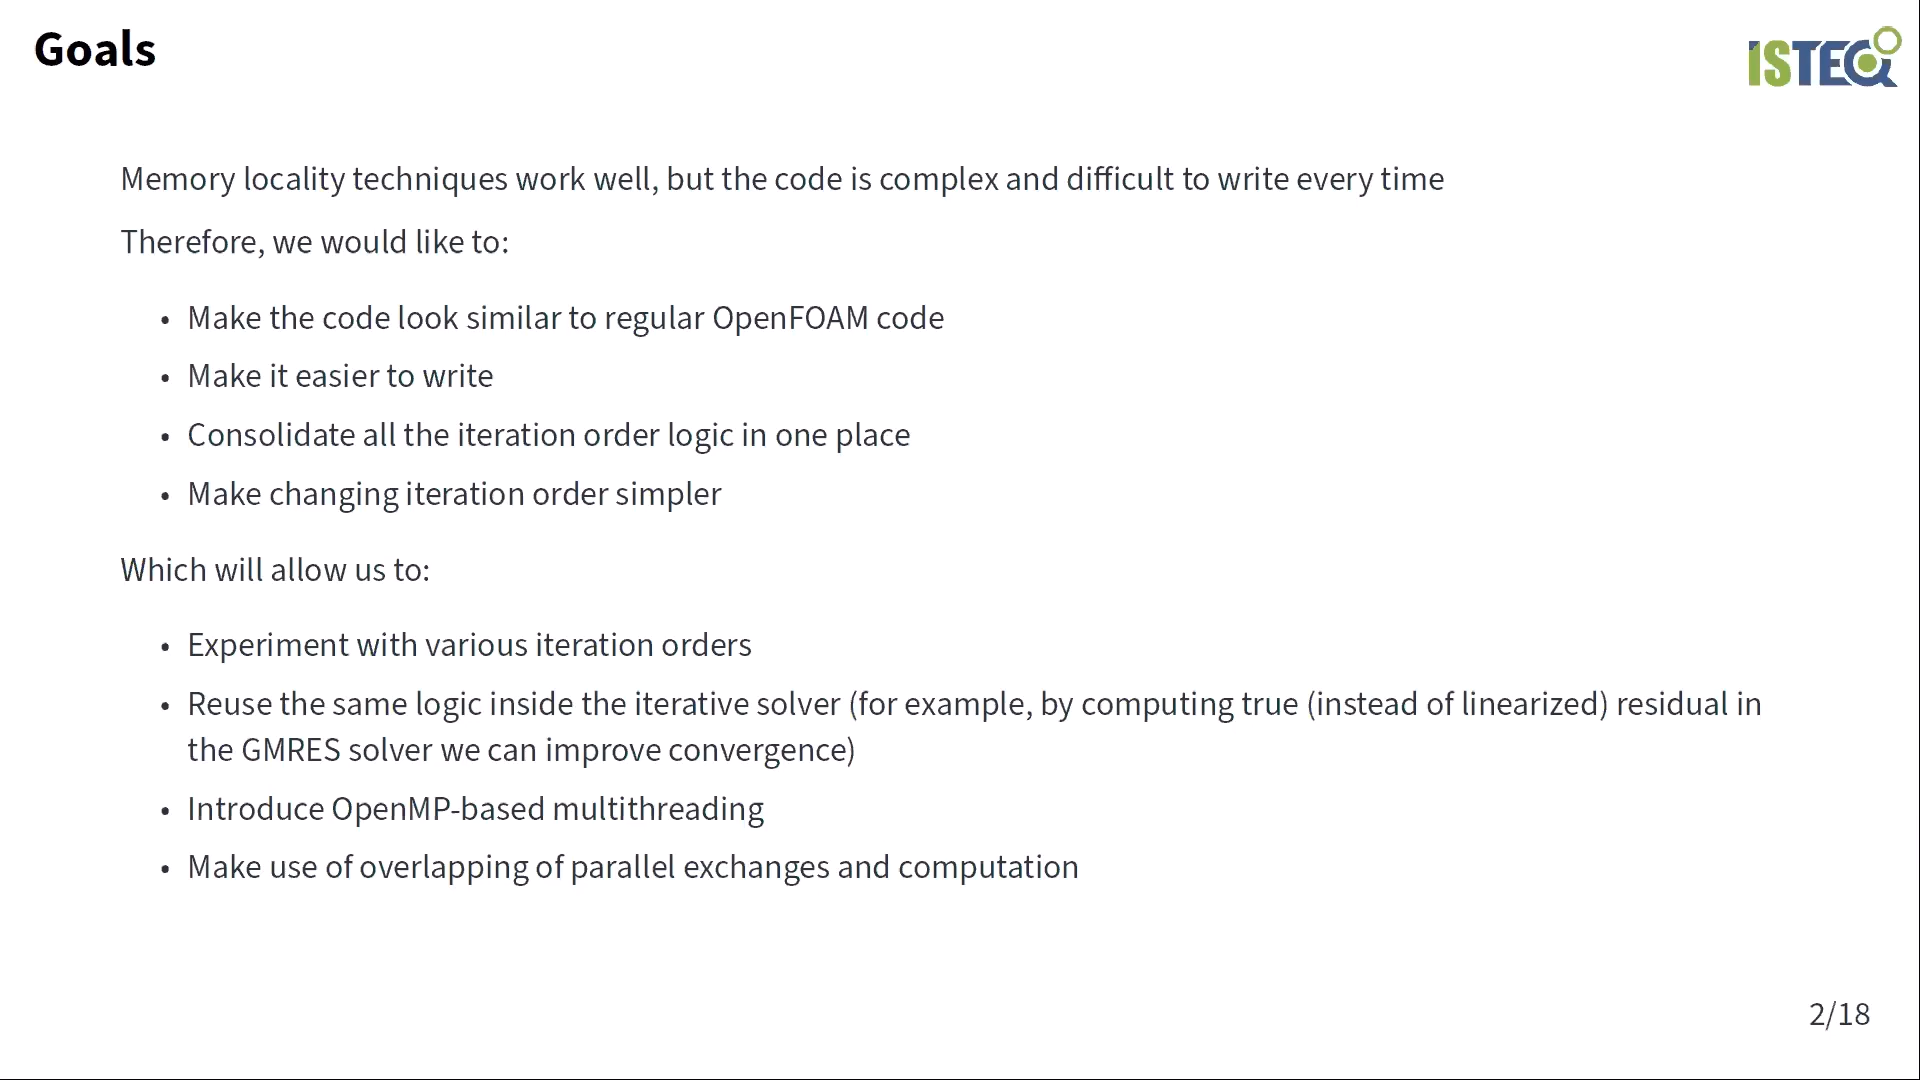 Goals
ISTEQ
Memory locality techniques work well, but the code is complex and difficult to write every time
Therefore, we would like to:
• Make the code look similar to regular OpenFOAM code
• Make it easier to write
• Consolidate all the iteration order logic in one place
• Make changing iteration order simpler
Which will allow us to:
• Experiment with various iteration orders
• Reuse the same logic inside the iterative solver (for example, by computing true (instead of linearized) residual in
the GMRES solver we can improve convergence)
• Introduce OpenMP-based multithreading
• Make use of overlapping of parallel exchanges and computation
2/18